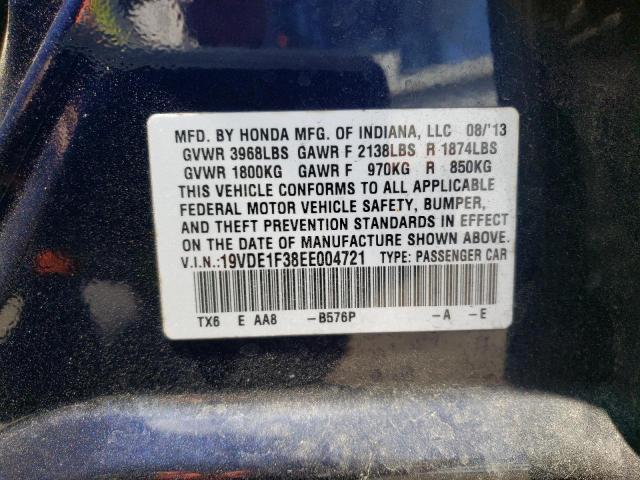 MFD. BY HONDA MFG. OF INDIANA, LLC 08/'13
GVWR 3968LBS GAWR F 2138LBS R 1874LBS
GVWR 1800KG GAWR F 970KG R 850KG
THIS VEHICLE CONFORMS TO ALL APPLICABLE
FEDERAL MOTOR VEHICLE SAFETY, BUMPER,
AND THEFT PREVENTION STANDARDS IN EFFECT
ON THE DATE OF MANUFACTURE SHOWN ABOVE.
V.I.N.:19VDE1F38EE004721 TYPE: PASSENGER CAR
TX6 E AA8 -B576P -A -E